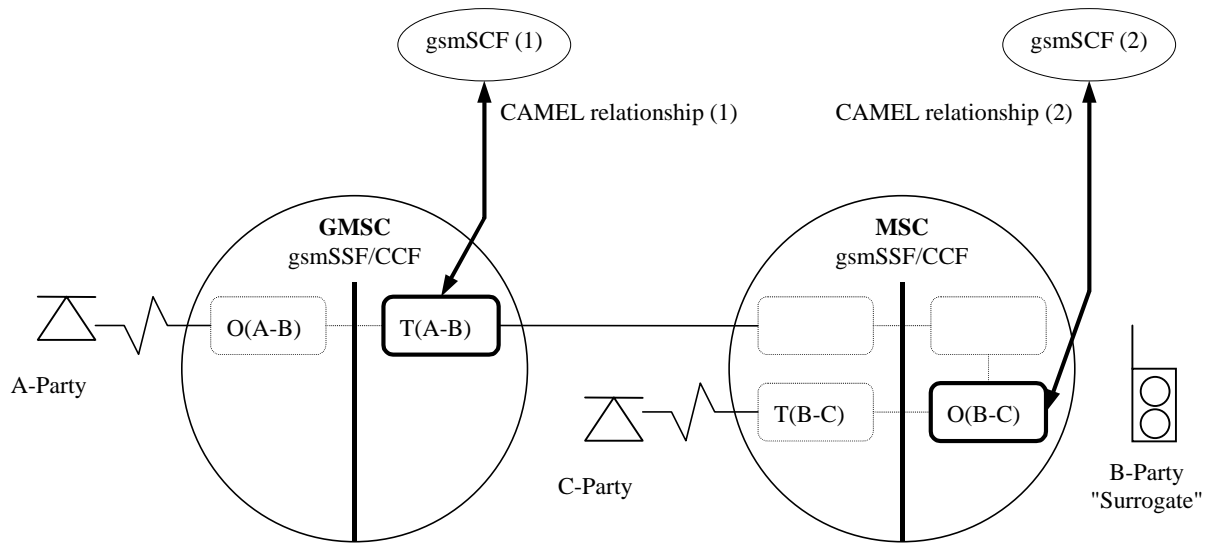 gsmSCF (1)
gsmSCF (2)
CAMEL relationship (1)
CAMEL relationship (2)
GMSC
gsmSSF/CCF
MSC
gsmSSF/CCF
O(A-B)
T(A-B)
A-Party
T(B-C)
O(B-C)
C-Party
B-Party
"Surrogate"